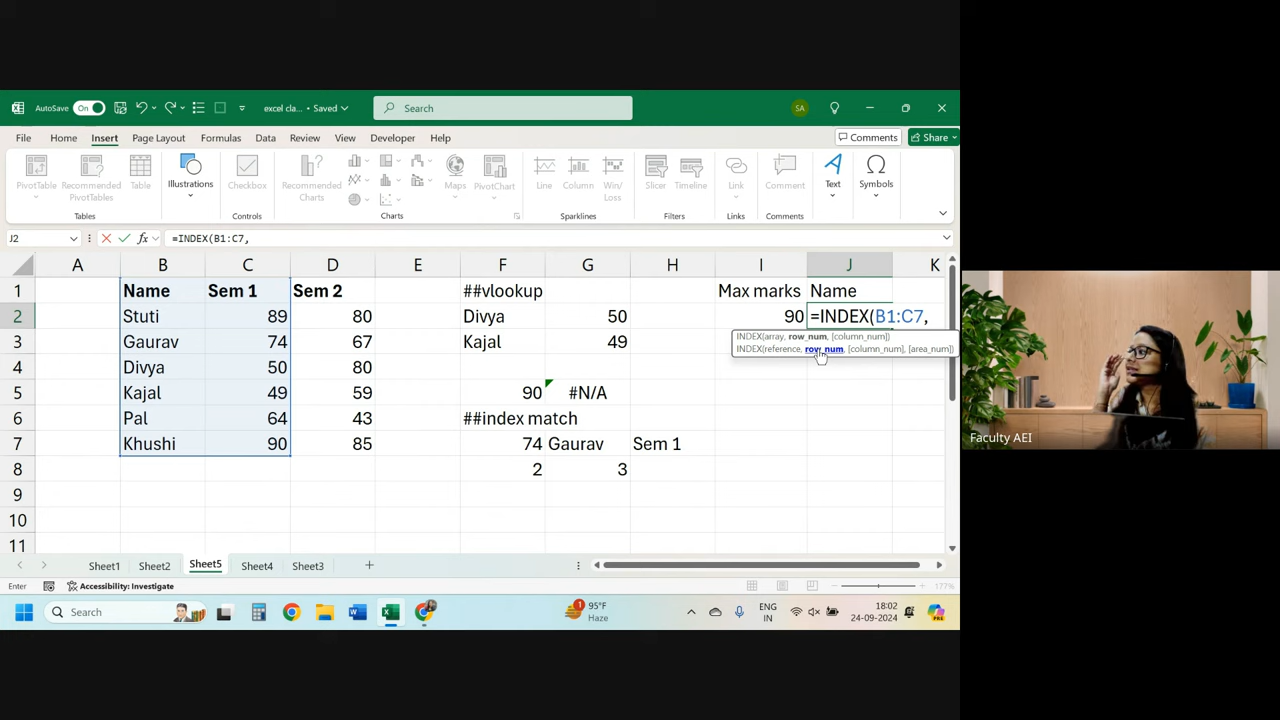 AutoSave On excel cla... • Saved Search SA
File Home Insert Page Layout Formulas Data Review View Developer Help Comments Share
PivotTable Recommended PivotTables Table Illustrations Checkbox Recommended Charts Maps PivotChart Line Column Win/Loss Slicer Timeline Link Comment Text Symbols
Tables Controls Charts Sparklines Filters Links Comments
J2 fx =INDEX(B1:C7,
A B C D E F G H I J K
1 Name Sem 1 Sem 2 ##vlookup Max marks Name
2 Stuti 89 80 Divya 50 90 =INDEX(B1:C7,
INDEX(array, row_num, [column_num])
3 Gaurav 74 67 Kajal 49
INDEX(reference, row_num, [column_num], [area_num])
4 Divya 50 80
5 Kajal 49 59 90 #N/A
6 Pal 64 43 ##index match
7 Khushi 90 85 74 Gaurav Sem 1
8 2 3
9
10
11
Faculty AEI
Sheet1 Sheet2 Sheet5 Sheet4 Sheet3 +
Enter Accessibility: Investigate 177%
Search 1 95°F Haze ENG IN 18:02 24-09-2024